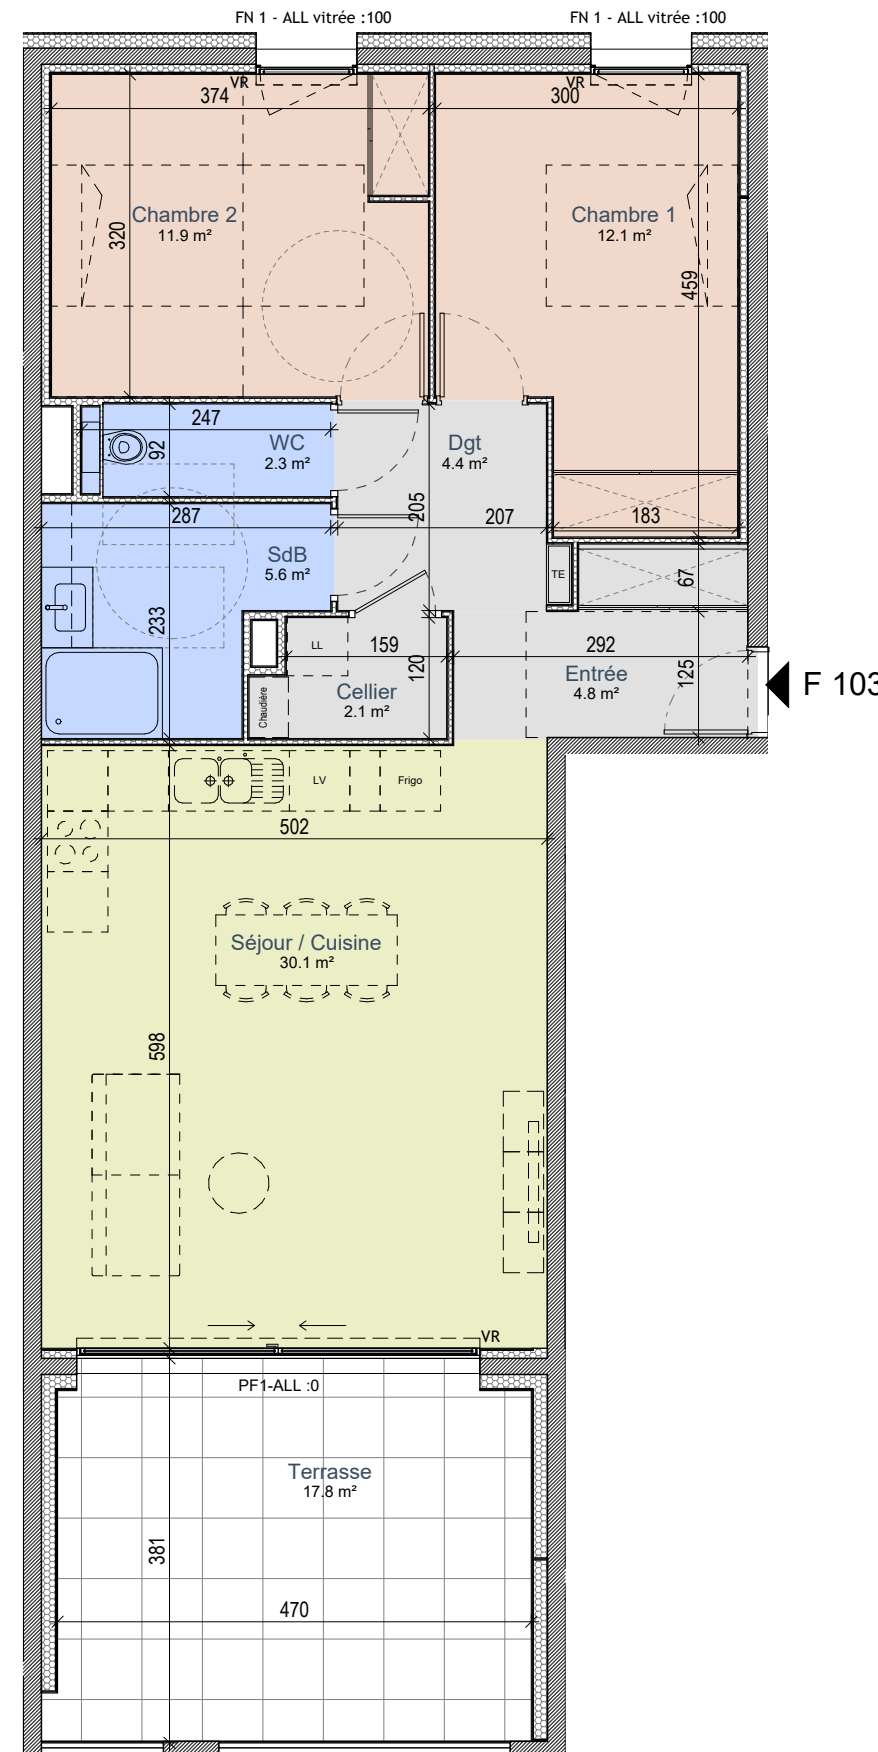 FN 1 - ALL vitrée :100
FN 1 - ALL vitrée :100
VR
VR
374
300
Chambre 2
11.9 m²
Chambre 1
12.1 m²
320
459
247
WC
2.3 m²
92
Dgt
4.4 m²
205
287
207
183
SdB
5.6 m²
TE
67
233
LL
159
120
292
Entrée
4.8 m²
125
F 103
Cellier
2.1 m²
Chaudière
LV
Frigo
502
Séjour / Cuisine
30.1 m²
598
VR
PF1-ALL :0
Terrasse
17.8 m²
381
470